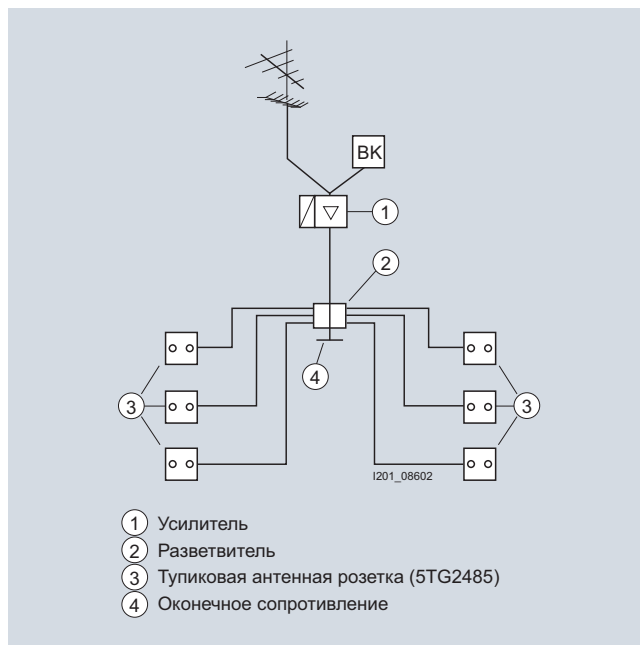 BK
1
2
4
3
3
I201_08602
1 Усилитель
2 Разветвитель
3 Тупиковая антенная розетка (5TG2485)
4 Оконечное сопротивление